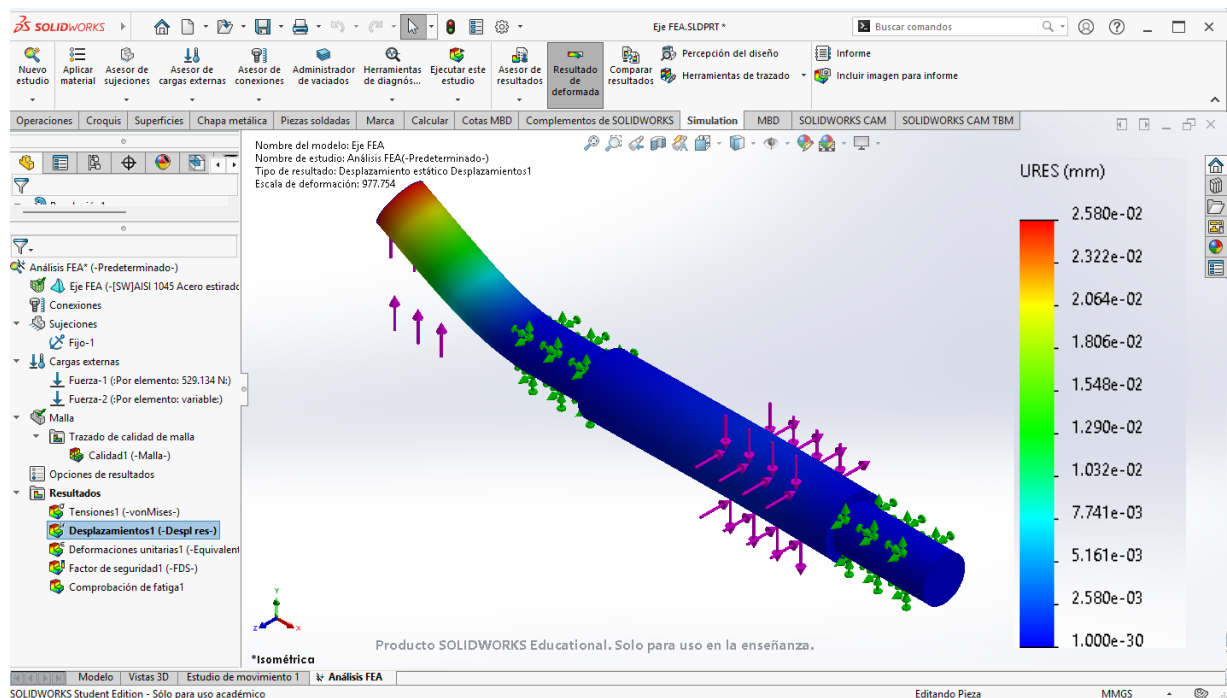 SOLIDWORKS
Eje FEA.SLDPRT *
Buscar comandos
Nuevo estudio
Aplicar material
Asesor de sujeciones
Asesor de cargas externas
Asesor de conexiones
Administrador de vaciados
Herramientas de diagnós...
Ejecutar este estudio
Asesor de resultados
Resultado de deformada
Comparar resultados
Percepción del diseño
Herramientas de trazado
Informe
Incluir imagen para informe
Operaciones Croquis Superficies Chapa metálica Piezas soldadas Marca Calcular Cotas MBD Complementos de SOLIDWORKS Simulation MBD SOLIDWORKS CAM SOLIDWORKS CAM TBM
Nombre del modelo: Eje FEA
Nombre de estudio: Análisis FEA(-Predeterminado-)
Tipo de resultado: Desplazamiento estático Desplazamientos1
Escala de deformación: 977.754
Análisis FEA* (-Predeterminado-)
Eje FEA (-[SW]AISI 1045 Acero estirado
Conexiones
Sujeciones
Fijo-1
Cargas externas
Fuerza-1 (:Por elemento: 529.134 N:)
Fuerza-2 (:Por elemento: variable:)
Malla
Trazado de calidad de malla
Calidad1 (-Malla-)
Opciones de resultados
Resultados
Tensiones1 (-vonMises-)
Desplazamientos1 (-Despl res-)
Deformaciones unitarias1 (-Equivalent
Factor de seguridad1 (-FDS-)
Comprobación de fatiga1
URES (mm)
2.580e-02
2.322e-02
2.064e-02
1.806e-02
1.548e-02
1.290e-02
1.032e-02
7.741e-03
5.161e-03
2.580e-03
1.000e-30
Y
Z
X
*Isométrica
Producto SOLIDWORKS Educational. Solo para uso en la enseñanza.
Modelo Vistas 3D Estudio de movimiento 1 Análisis FEA
SOLIDWORKS Student Edition - Sólo para uso académico
Editando Pieza
MMGS